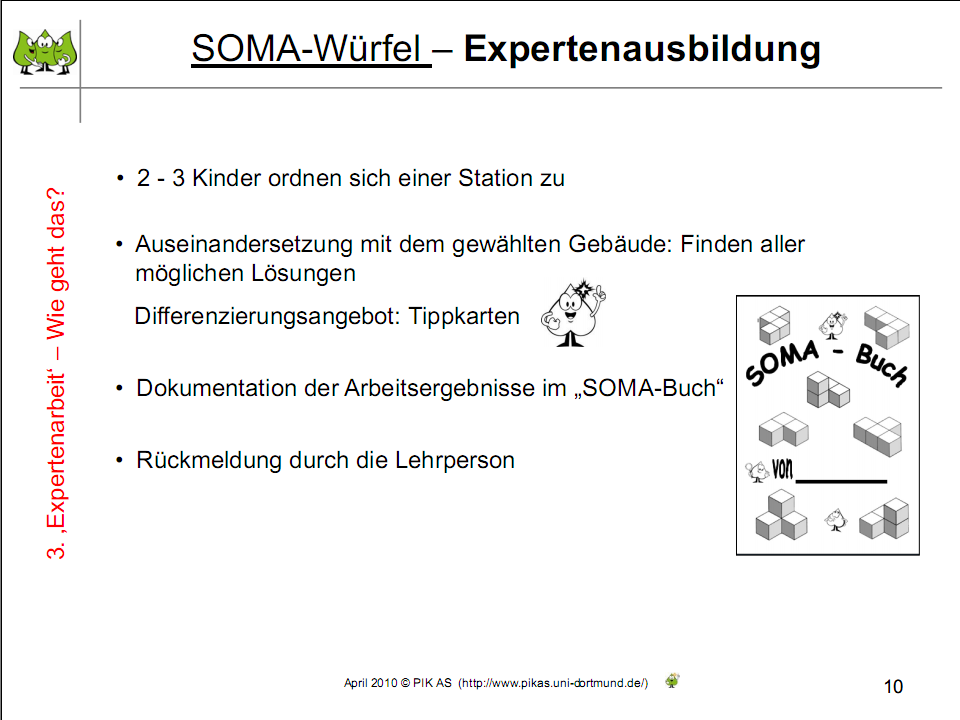 SOMA-Würfel – Expertenausbildung
3. ‚Expertenarbeit‘ – Wie geht das?
• 2 - 3 Kinder ordnen sich einer Station zu
• Auseinandersetzung mit dem gewählten Gebäude: Finden aller
möglichen Lösungen
Differenzierungsangebot: Tippkarten
• Dokumentation der Arbeitsergebnisse im „SOMA-Buch“
• Rückmeldung durch die Lehrperson
SOMA - Buch
von
April 2010 © PIK AS (http://www.pikas.uni-dortmund.de/)
10